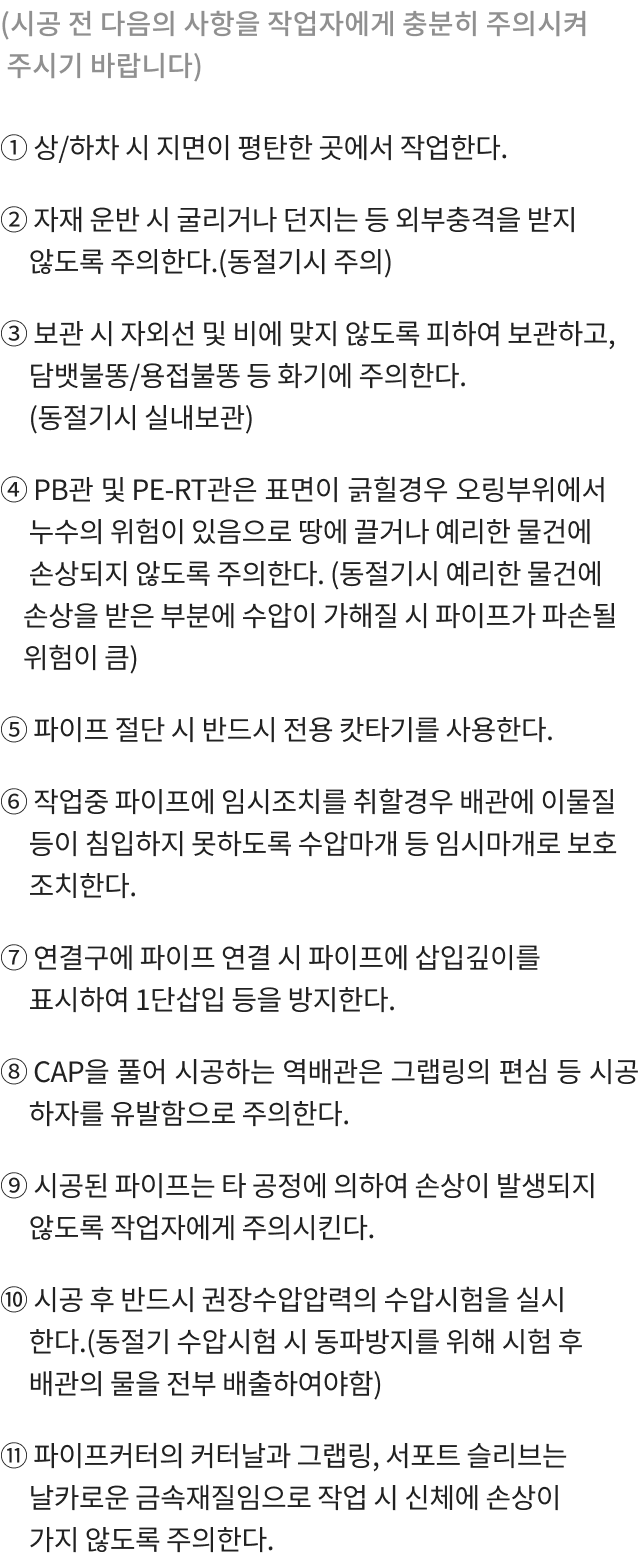 (시공 전 다음의 사항을 작업자에게 충분히 주의시켜
주시기 바랍니다)
① 상/하차 시 지면이 평탄한 곳에서 작업한다.
② 자재 운반 시 굴리거나 던지는 등 외부충격을 받지
않도록 주의한다.(동절기시 주의)
③ 보관 시 자외선 및 비에 맞지 않도록 피하여 보관하고,
담뱃불똥/용접불똥 등 화기에 주의한다.
(동절기시 실내보관)
④ PB관 및 PE-RT관은 표면이 긁힐경우 오링부위에서
누수의 위험이 있음으로 땅에 끌거나 예리한 물건에
손상되지 않도록 주의한다. (동절기시 예리한 물건에
손상을 받은 부분에 수압이 가해질 시 파이프가 파손될
위험이 큼)
⑤ 파이프 절단 시 반드시 전용 캇타기를 사용한다.
⑥ 작업중 파이프에 임시조치를 취할경우 배관에 이물질
등이 침입하지 못하도록 수압마개 등 임시마개로 보호
조치한다.
⑦ 연결구에 파이프 연결 시 파이프에 삽입깊이를
표시하여 1단삽입 등을 방지한다.
⑧ CAP을 풀어 시공하는 역배관은 그랩링의 편심 등 시공
하자를 유발함으로 주의한다.
⑨ 시공된 파이프는 타 공정에 의하여 손상이 발생되지
않도록 작업자에게 주의시킨다.
⑩ 시공 후 반드시 권장수압압력의 수압시험을 실시
한다.(동절기 수압시험 시 동파방지를 위해 시험 후
배관의 물을 전부 배출하여야함)
⑪ 파이프커터의 커터날과 그랩링, 서포트 슬리브는
날카로운 금속재질임으로 작업 시 신체에 손상이
가지 않도록 주의한다.